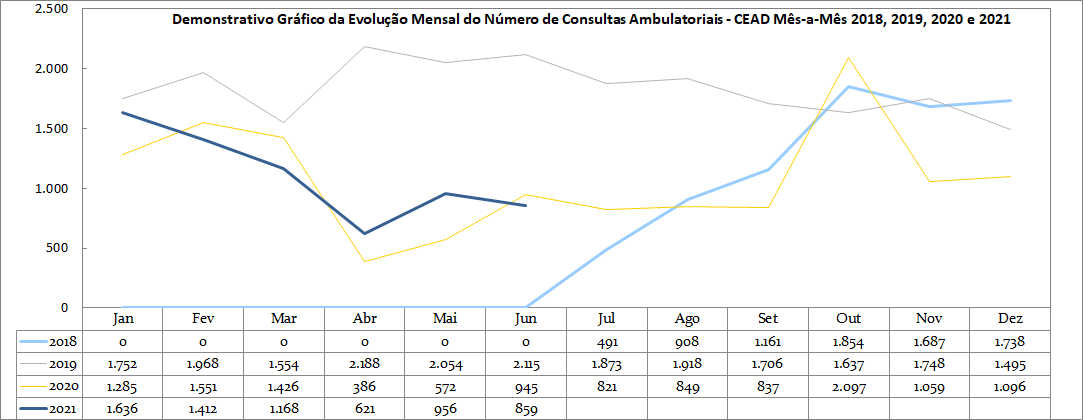 Demonstrativo Gráfico da Evolução Mensal do Número de Consultas Ambulatoriais - CEAD Mês-a-Mês 2018, 2019, 2020 e 2021
2.500
2.000
1.500
1.000
500
0
Jan Fev Mar Abr Mai Jun Jul Ago Set Out Nov Dez
2018 0 0 0 0 0 0 491 908 1.161 1.854 1.687 1.738
2019 1.752 1.968 1.554 2.188 2.054 2.115 1.873 1.918 1.706 1.637 1.748 1.495
2020 1.285 1.551 1.426 386 572 945 821 849 837 2.097 1.059 1.096
2021 1.636 1.412 1.168 621 956 859